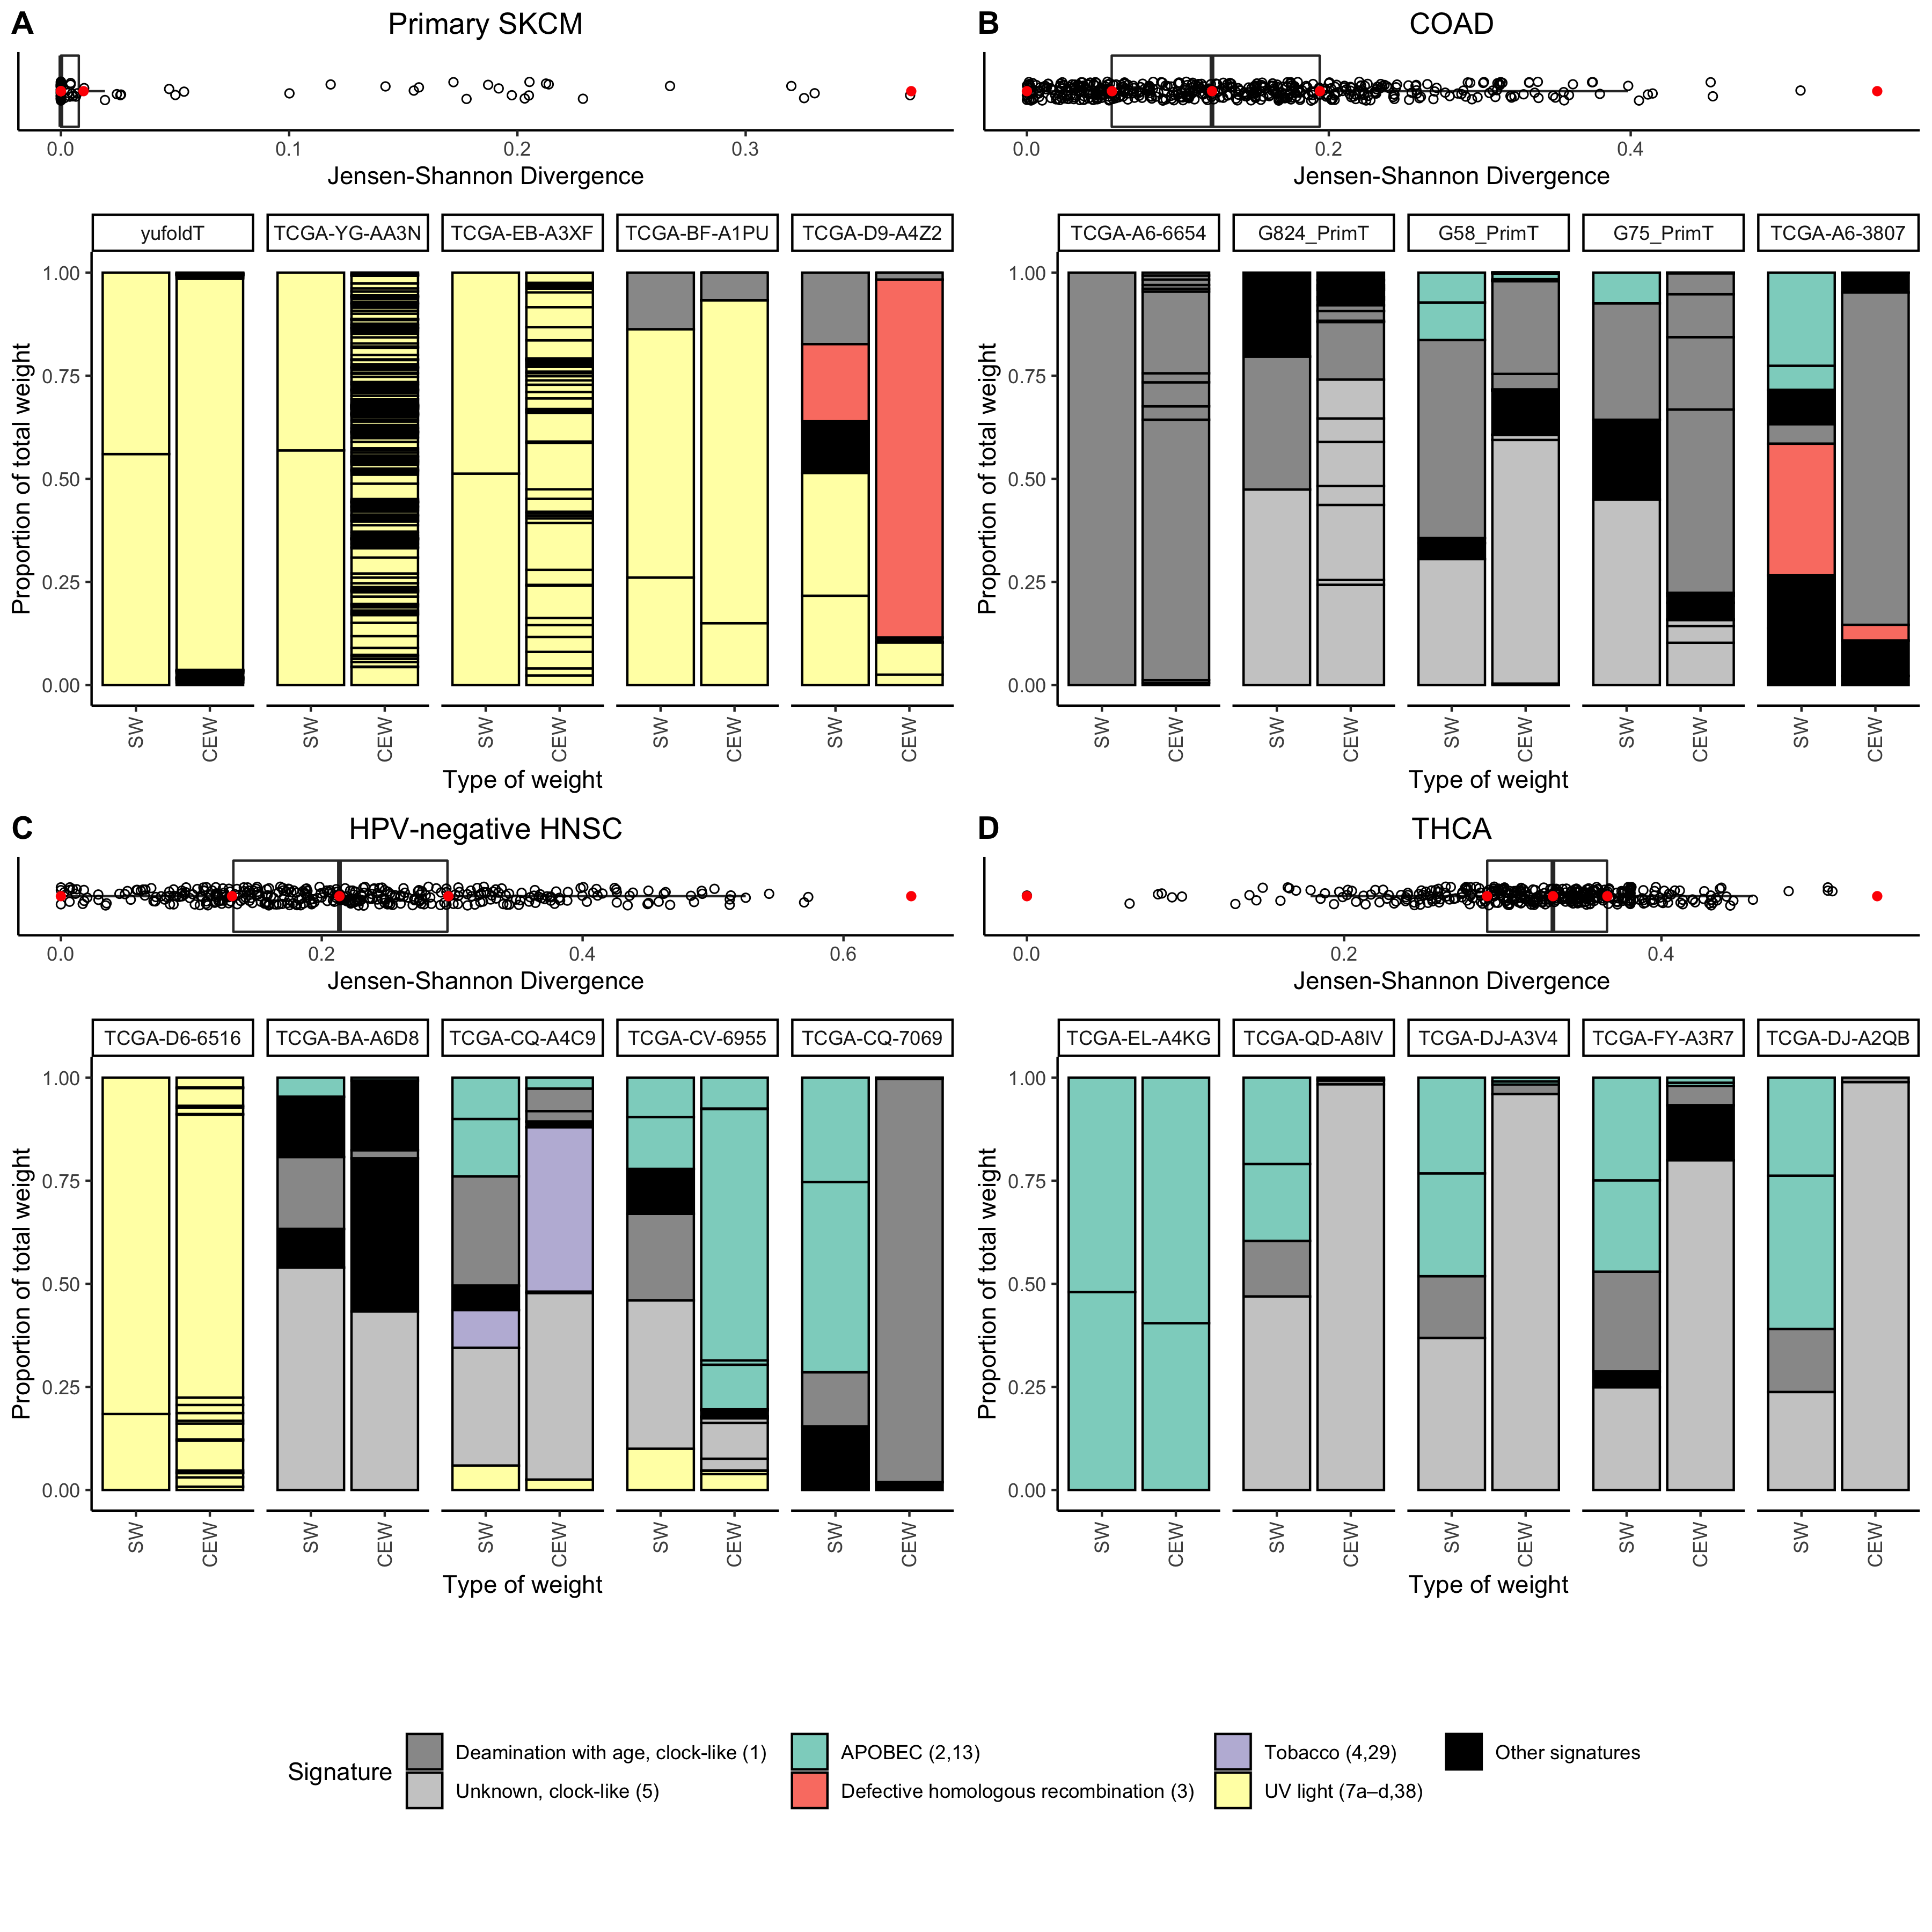 A
Primary SKCM
0.0 0.1 0.2 0.3
Jensen-Shannon Divergence
yufoldT TCGA-YG-AA3N TCGA-EB-A3XF TCGA-BF-A1PU TCGA-D9-A4Z2
Proportion of total weight
1.00
0.75
0.50
0.25
0.00
SW CEW SW CEW SW CEW SW CEW SW CEW
Type of weight
B
COAD
0.0 0.2 0.4
Jensen-Shannon Divergence
TCGA-A6-6654 G824_PrimT G58_PrimT G75_PrimT TCGA-A6-3807
Proportion of total weight
1.00
0.75
0.50
0.25
0.00
SW CEW SW CEW SW CEW SW CEW SW CEW
Type of weight
C
HPV-negative HNSC
0.0 0.2 0.4 0.6
Jensen-Shannon Divergence
TCGA-D6-6516 TCGA-BA-A6D8 TCGA-CQ-A4C9 TCGA-CV-6955 TCGA-CQ-7069
Proportion of total weight
1.00
0.75
0.50
0.25
0.00
SW CEW SW CEW SW CEW SW CEW SW CEW
Type of weight
D
THCA
0.0 0.2 0.4
Jensen-Shannon Divergence
TCGA-EL-A4KG TCGA-QD-A8IV TCGA-DJ-A3V4 TCGA-FY-A3R7 TCGA-DJ-A2QB
Proportion of total weight
1.00
0.75
0.50
0.25
0.00
SW CEW SW CEW SW CEW SW CEW SW CEW
Type of weight
Signature
Deamination with age, clock-like (1) APOBEC (2,13) Tobacco (4,29) Other signatures
Unknown, clock-like (5) Defective homologous recombination (3) UV light (7a–d,38)